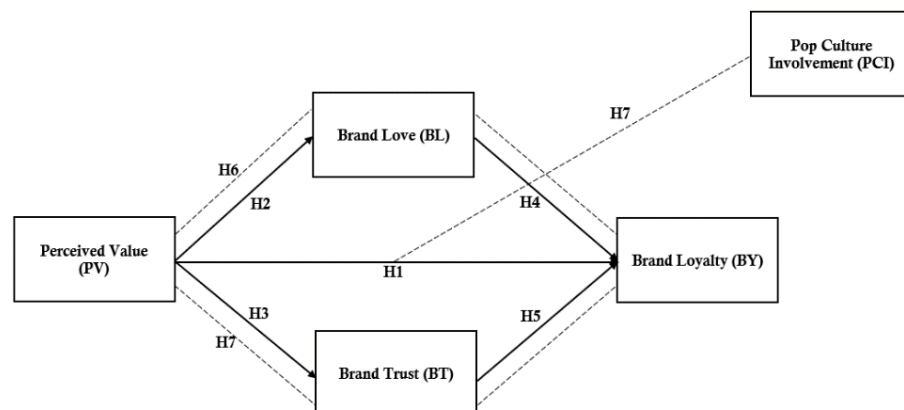 Pop Culture
Involvement (PCI)
H7
Brand Love (BL)
H6
H2
H4
Perceived Value
(PV)
H1
Brand Loyalty (BY)
H3
H5
H7
Brand Trust (BT)